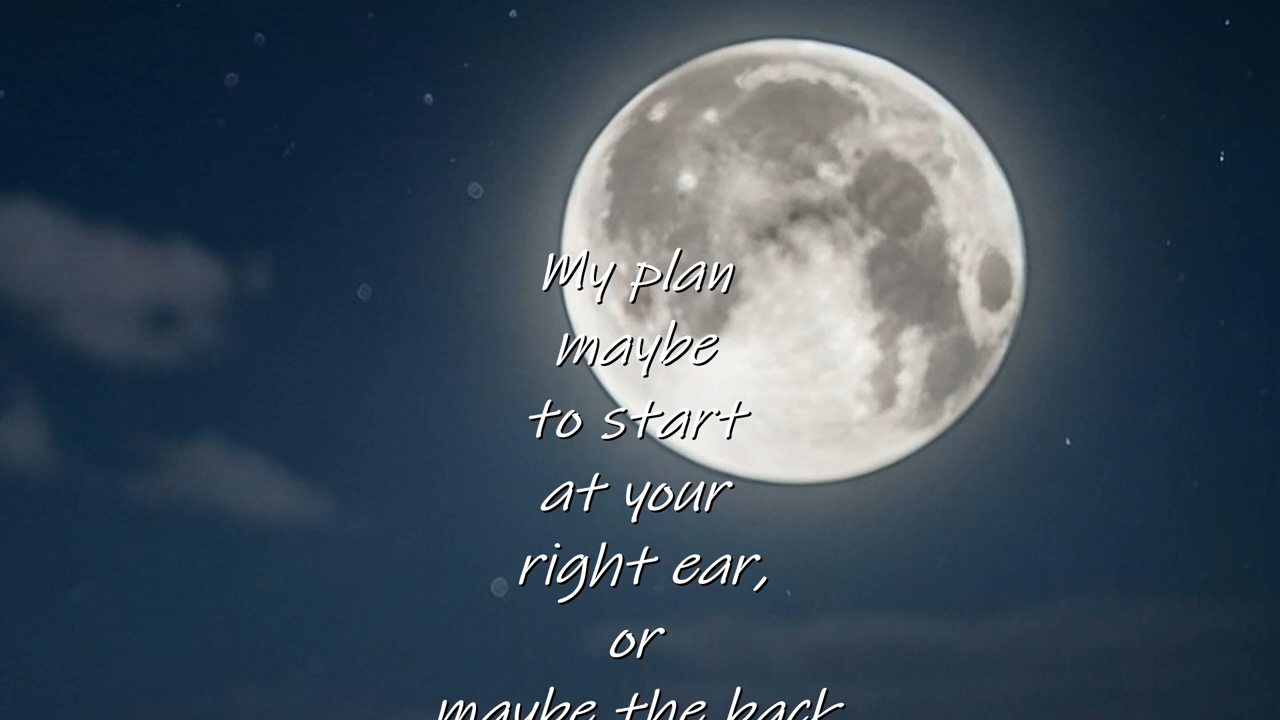 My plan
maybe
to start
at your
right ear,
or
maybe the back